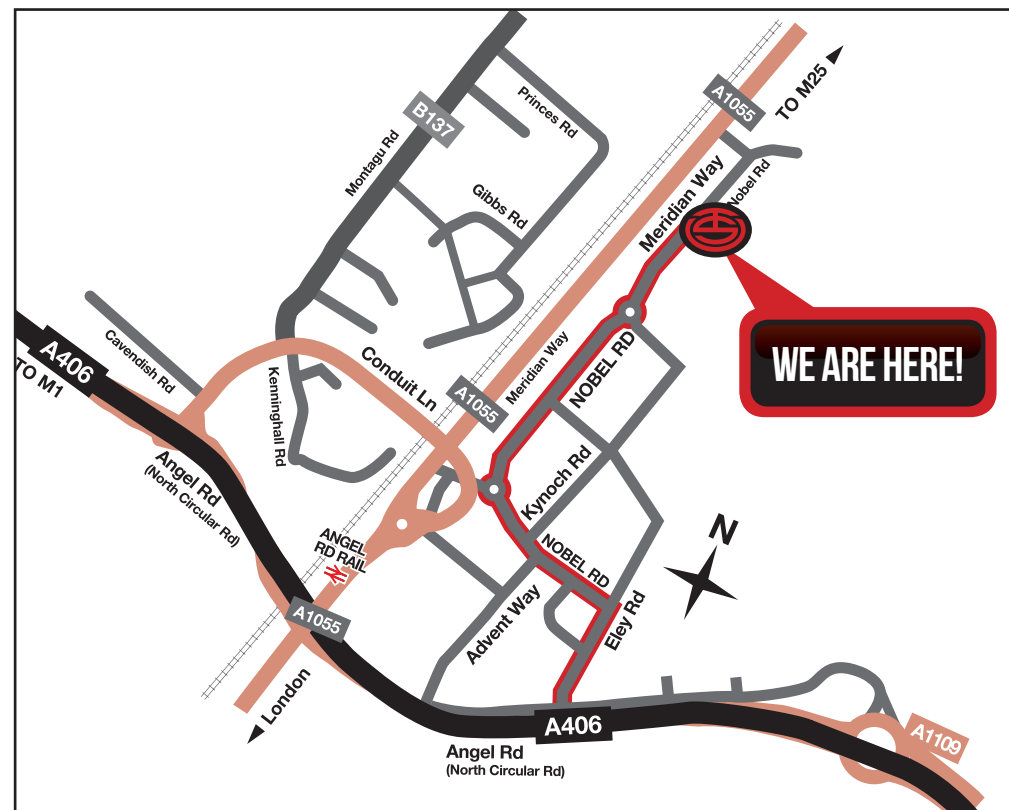 TO M25
A1055
Princes Rd
B137
Montagu Rd
Meridian Way
Nobel Rd
Gibbs Rd
WE ARE HERE!
A406
TO M1
Cavendish Rd
Conduit Ln
Kenninghall Rd
A1055
Meridian Way
NOBEL RD
Kynoch Rd
Angel Rd
(North Circular Rd)
N
ANGEL
RD RAIL
NOBEL RD
A1055
Advent Way
Eley Rd
London
A406
A1109
Angel Rd
(North Circular Rd)